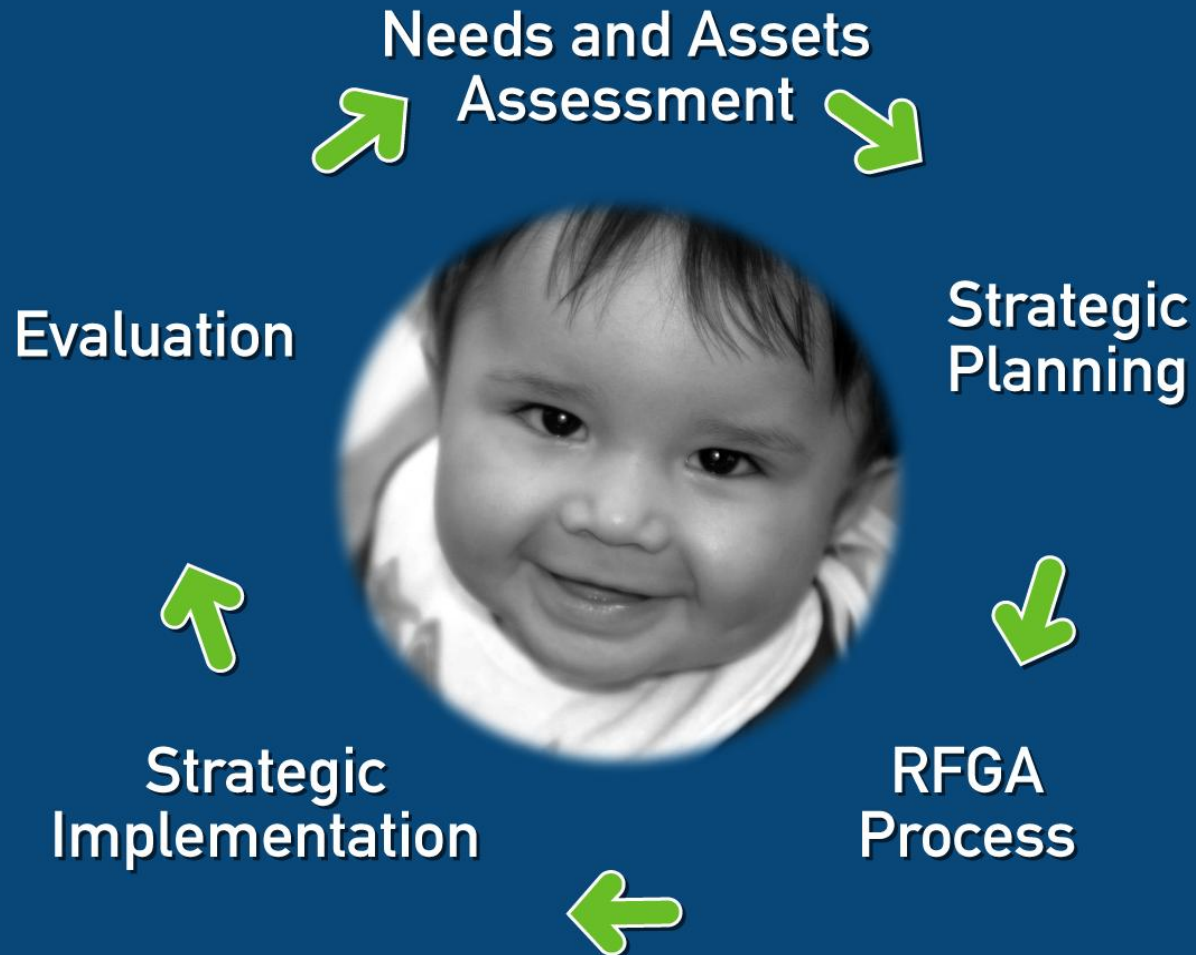 Needs and Assets
Assessment
Strategic
Planning
RFGA
Process
Strategic
Implementation
Evaluation